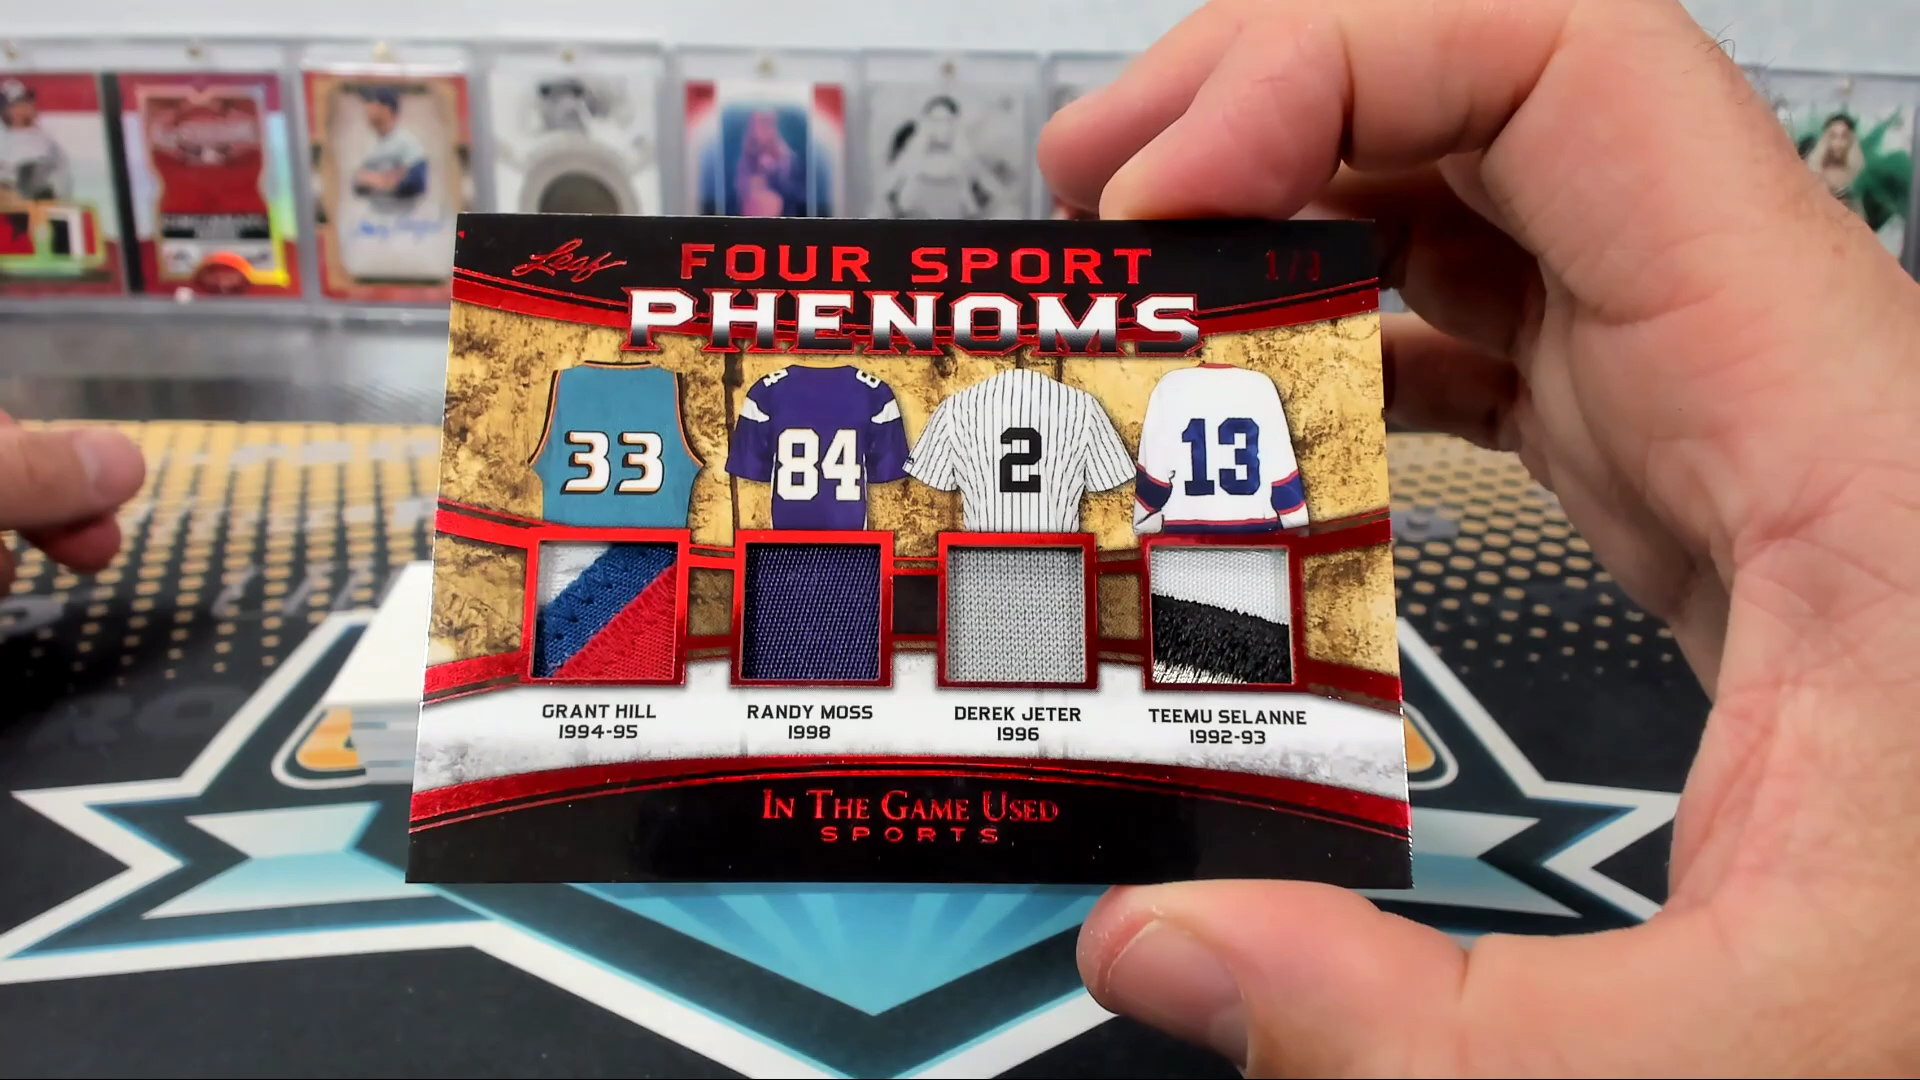 Leaf
FOUR SPORT
PHENOMS
33
84
84
2
13
GRANT HILL
1994-95
RANDY MOSS
1998
DEREK JETER
1996
TEEMU SELANNE
1992-93
IN THE GAME USED
SPORTS